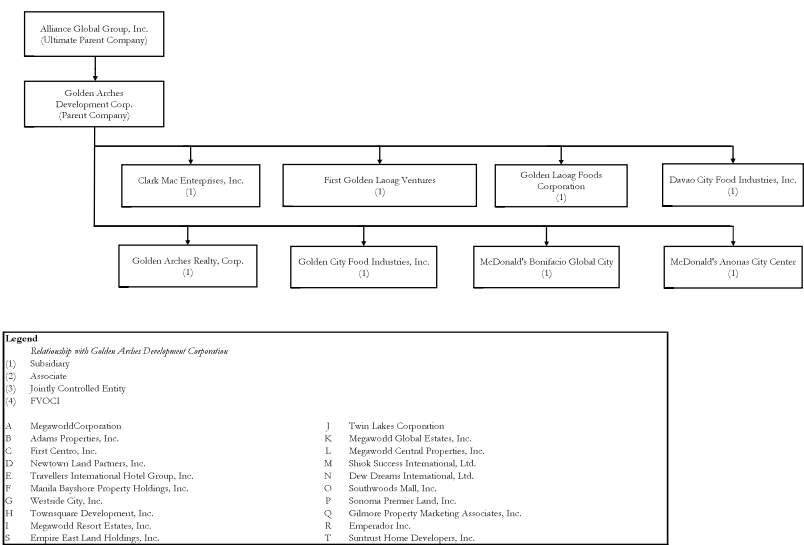 Alliance Global Group, Inc.
(Ultimate Parent Company)
Golden Arches
Development Corp.
(Parent Company)
Clark Mac Enterprises, Inc.
(1)
First Golden Laoag Ventures
(1)
Golden Laoag Foods
Corporation
(1)
Davao City Food Industries, Inc.
(1)
Golden Arches Realty, Corp.
(1)
Golden City Food Industries, Inc.
(1)
McDonald's Bonifacio Global City
(1)
McDonald's Anonas City Center
(1)
Legend
Relationship with Golden Arches Development Corporation
(1) Subsidiary
(2) Associate
(3) Jointly Controlled Entity
(4) FVOCI
A MegaworldCorporation
B Adams Properties, Inc.
C First Centro, Inc.
D Newtown Land Partners, Inc.
E Travellers International Hotel Group, Inc.
F Manila Bayshore Property Holdings, Inc.
G Westside City, Inc.
H Townsquare Development, Inc.
I Megaworld Resort Estates, Inc.
S Empire East Land Holdings, Inc.
J Twin Lakes Corporation
K Megaworld Global Estates, Inc.
L Megaworld Central Properties, Inc.
M Shiok Success International, Ltd.
N Dew Dreams International, Ltd.
O Southwoods Mall, Inc.
P Sonoma Premier Land, Inc.
Q Gilmore Property Marketing Associates, Inc.
R Emperador Inc.
T Suntrust Home Developers, Inc.